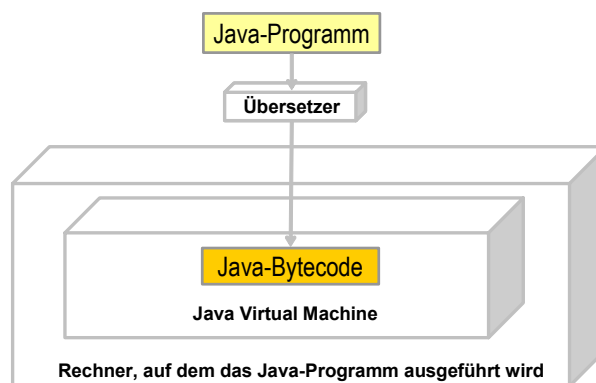 Java-Programm
Übersetzer
Java-Bytecode
Java Virtual Machine
Rechner, auf dem das Java-Programm ausgeführt wird